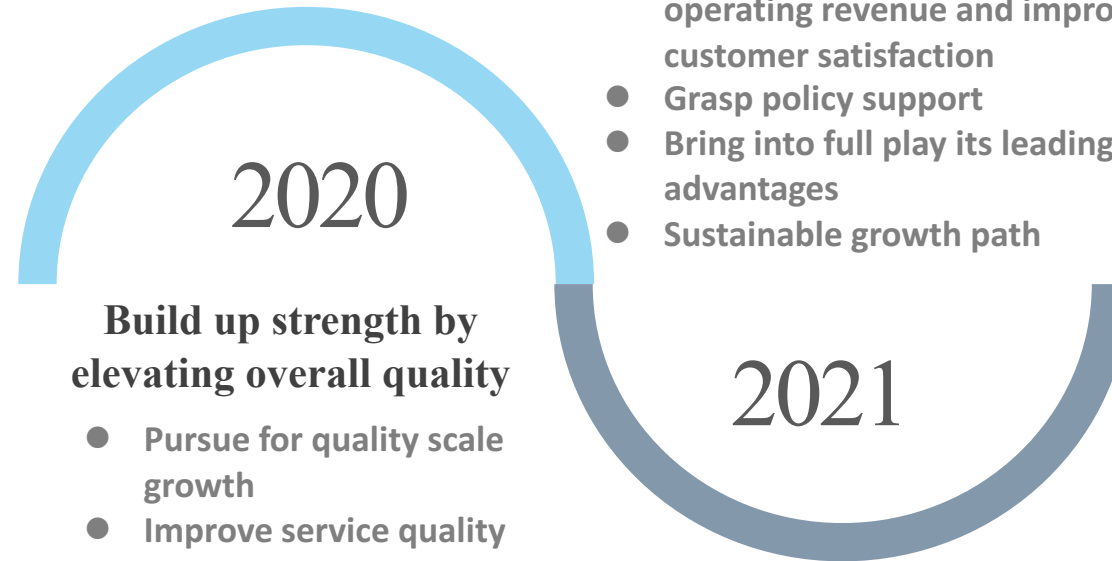 2020
Build up strength by
elevating overall quality
● Pursue for quality scale
growth
● Improve service quality
operating revenue and impro
customer satisfaction
● Grasp policy support
● Bring into full play its leading
advantages
● Sustainable growth path
2021